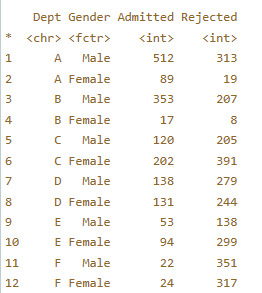 Dept Gender Admitted Rejected
* <chr> <fctr> <int> <int>
1 A Male 512 313
2 A Female 89 19
3 B Male 353 207
4 B Female 17 8
5 C Male 120 205
6 C Female 202 391
7 D Male 138 279
8 D Female 131 244
9 E Male 53 138
10 E Female 94 299
11 F Male 22 351
12 F Female 24 317